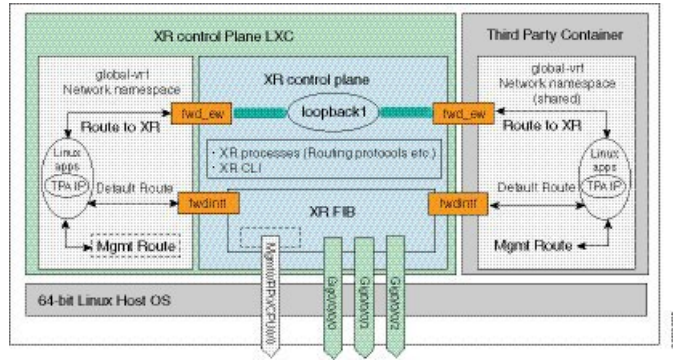 XR control Plane LXC
Third Party Container
global-vrf
Network namespace
XR control plane
global-vrf
Network namespace
(shared)
fwd_ew
loopback1
fwd_ew
Route to XR
Route to XR
Linux
apps
TPA IP
• XR processes (Routing protocols etc.)
• XR CLI
Linux
apps
TPA IP
Default Route
fwdintf
XR FIB
fwdintf
Default Route
Mgmt Route
Mgmt Route
Gig0/0/0/0
Gig0/0/0/1
Gig0/0/0/2
64-bit Linux Host OS